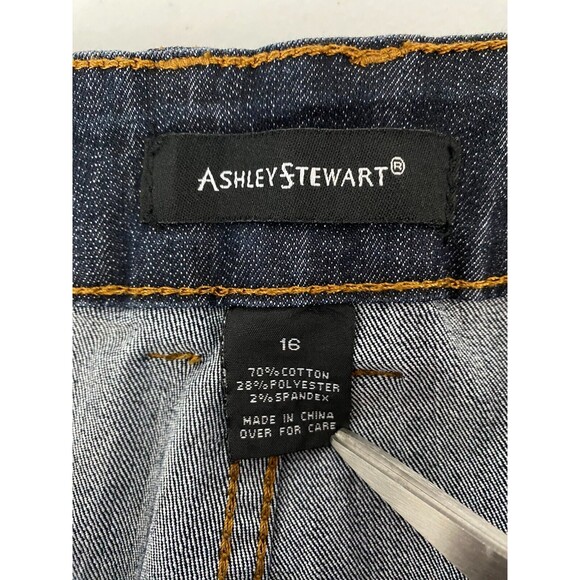 ASHLEY STEWART®
16
70% COTTON
28% POLYESTER
2% SPANDEX
MADE IN CHINA
OVER FOR CARE